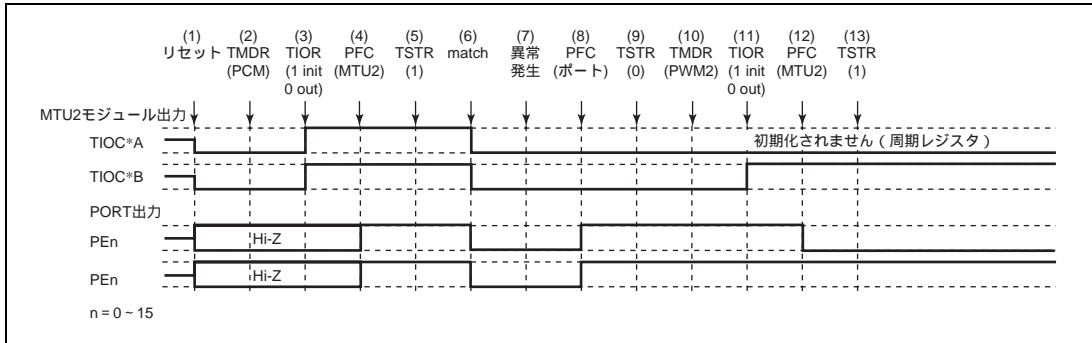 (1) (2) (3) (4) (5) (6) (7) (8) (9) (10) (11) (12) (13)
リセット TMDR TIOR PFC TSTR match 異常 PFC TSTR TMDR TIOR PFC TSTR
(PCM) (1 init (MTU2) (1) 発生 (ポート) (0) (PWM2) (1 init (MTU2) (1)
0 out) 0 out)
MTU2モジュール出力
TIOC*A 初期化されません ( 周期レジスタ )
TIOC*B
PORT出力
PEn Hi-Z
PEn Hi-Z
n = 0 ~ 15